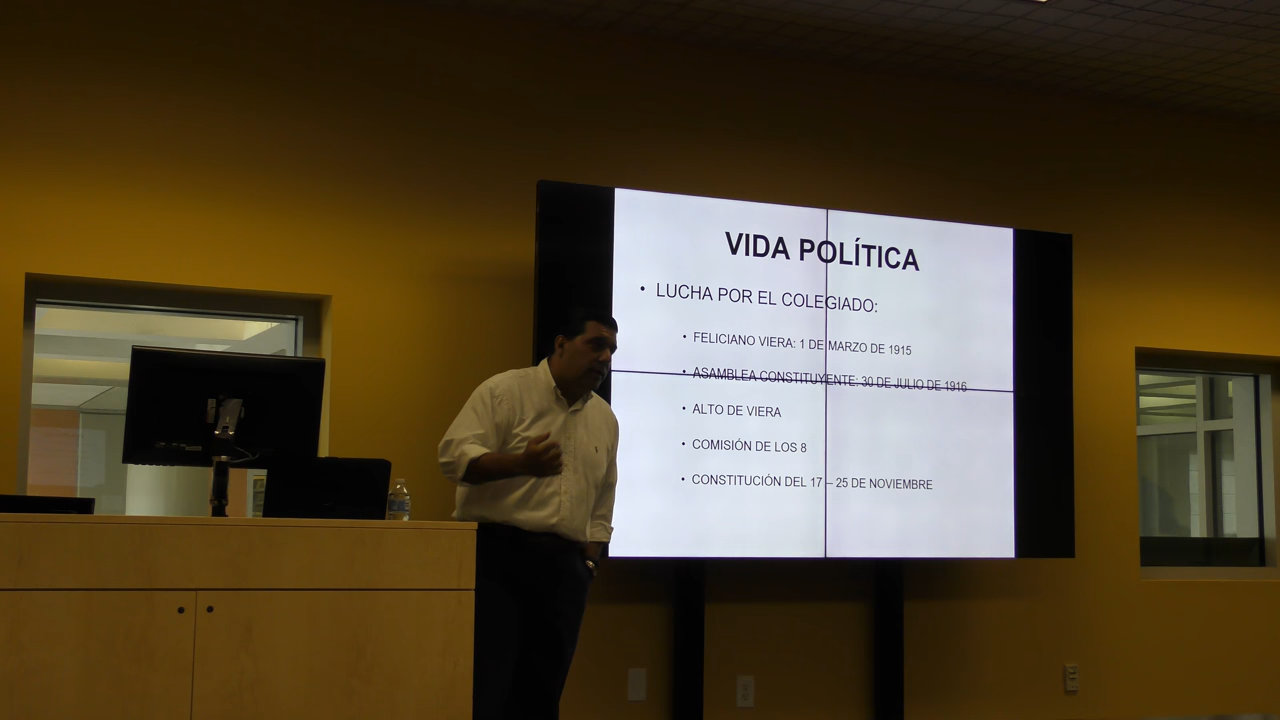 VIDA POLÍTICA
• LUCHA POR EL COLEGIADO:
• FELICIANO VIERA: 1 DE MARZO DE 1915
• ASAMBLEA CONSTITUYENTE: 30 DE JULIO DE 1916
• ALTO DE VIERA
• COMISIÓN DE LOS 8
• CONSTITUCIÓN DEL 17 – 25 DE NOVIEMBRE